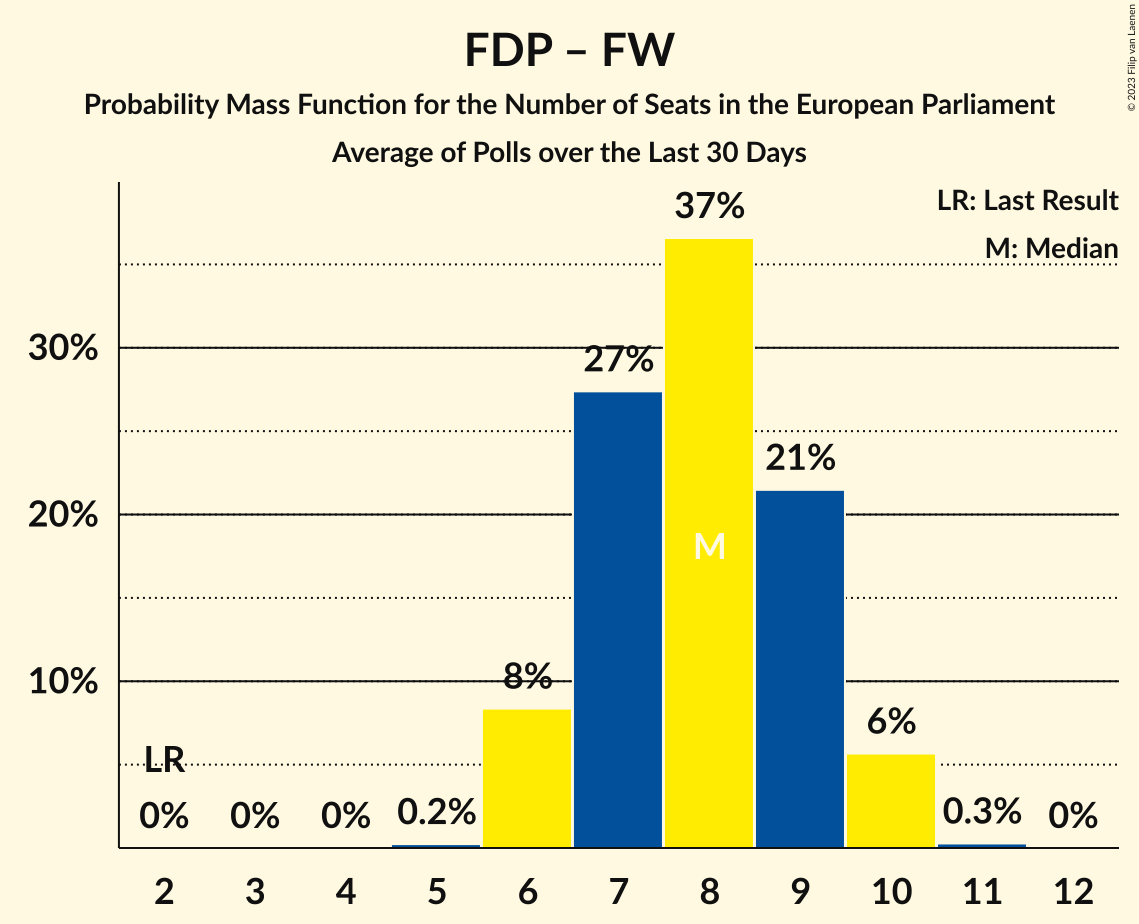 FDP – FW
Probability Mass Function for the Number of Seats in the European Parliament
Average of Polls over the Last 30 Days
© 2023 Filip van Laenen
LR: Last Result
M: Median
37%
30%
27%
21%
20%
M
10%
8%
6%
LR
0%
0%
0%
0.2%
0.3%
0%
2 3 4 5 6 7 8 9 10 11 12